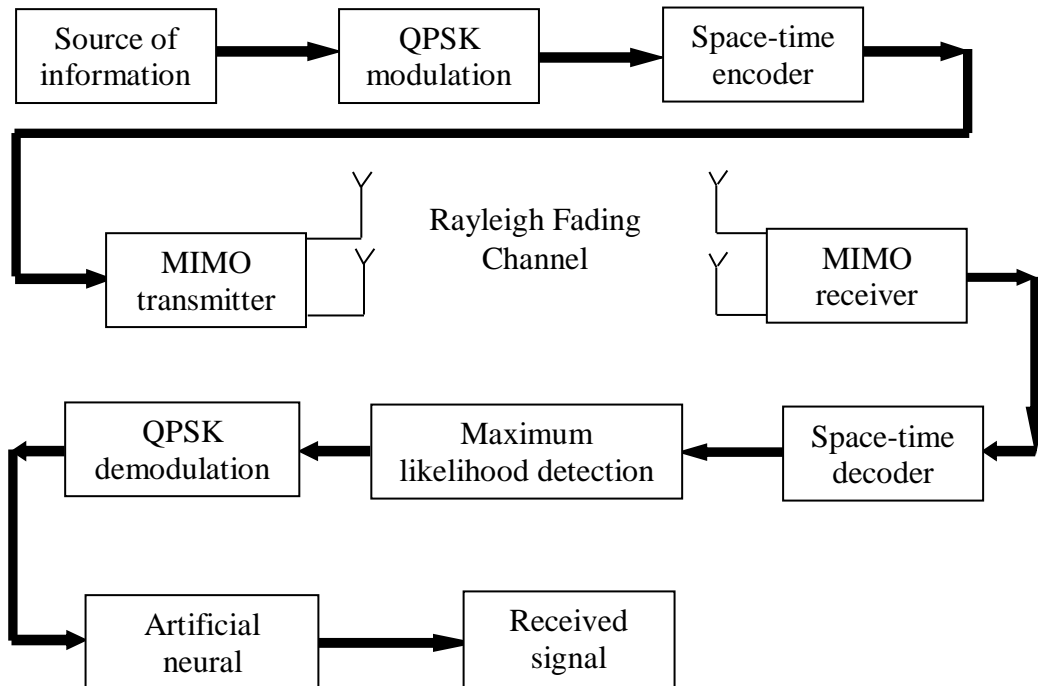 Source of
information
QPSK
modulation
Space-time
encoder
MIMO
transmitter
Rayleigh Fading
Channel
MIMO
receiver
QPSK
demodulation
Maximum
likelihood detection
Space-time
decoder
Artificial
neural
Received
signal